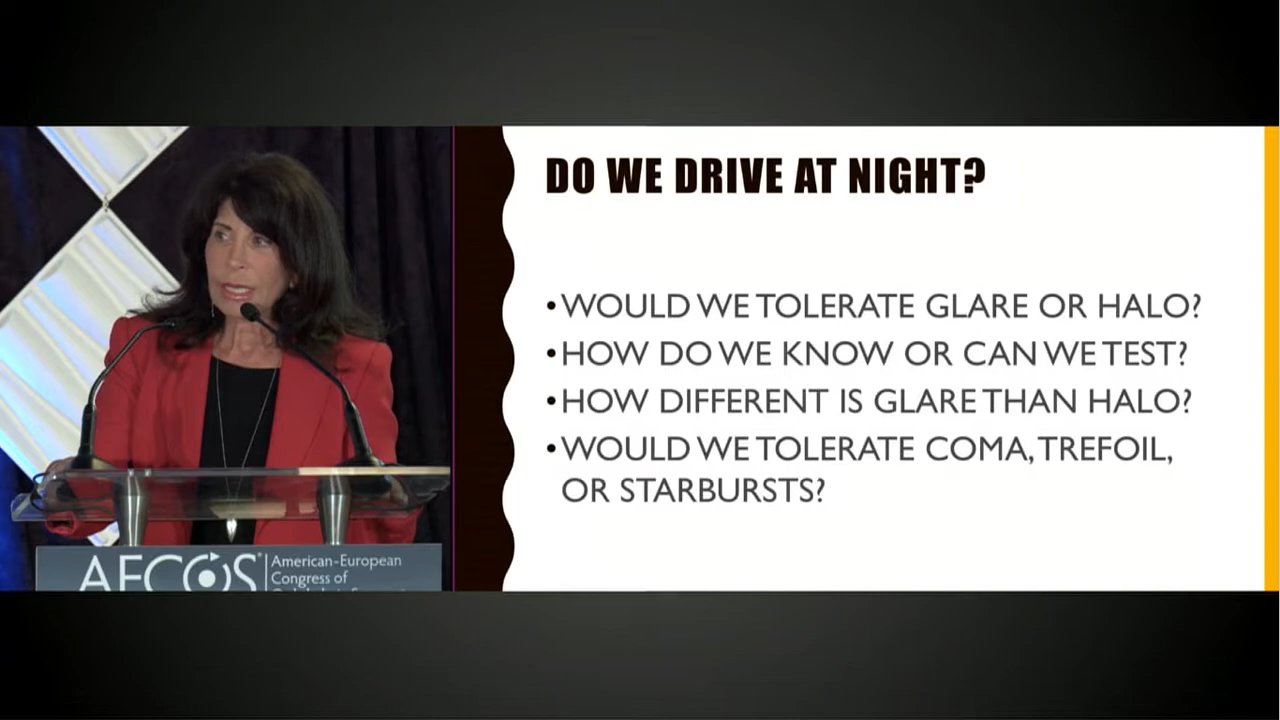 DO WE DRIVE AT NIGHT?
•WOULD WE TOLERATE GLARE OR HALO?
•HOW DO WE KNOW OR CAN WE TEST?
•HOW DIFFERENT IS GLARE THAN HALO?
•WOULD WE TOLERATE COMA, TREFOIL,
OR STARBURSTS?
AECOS®
American-European
Congress of